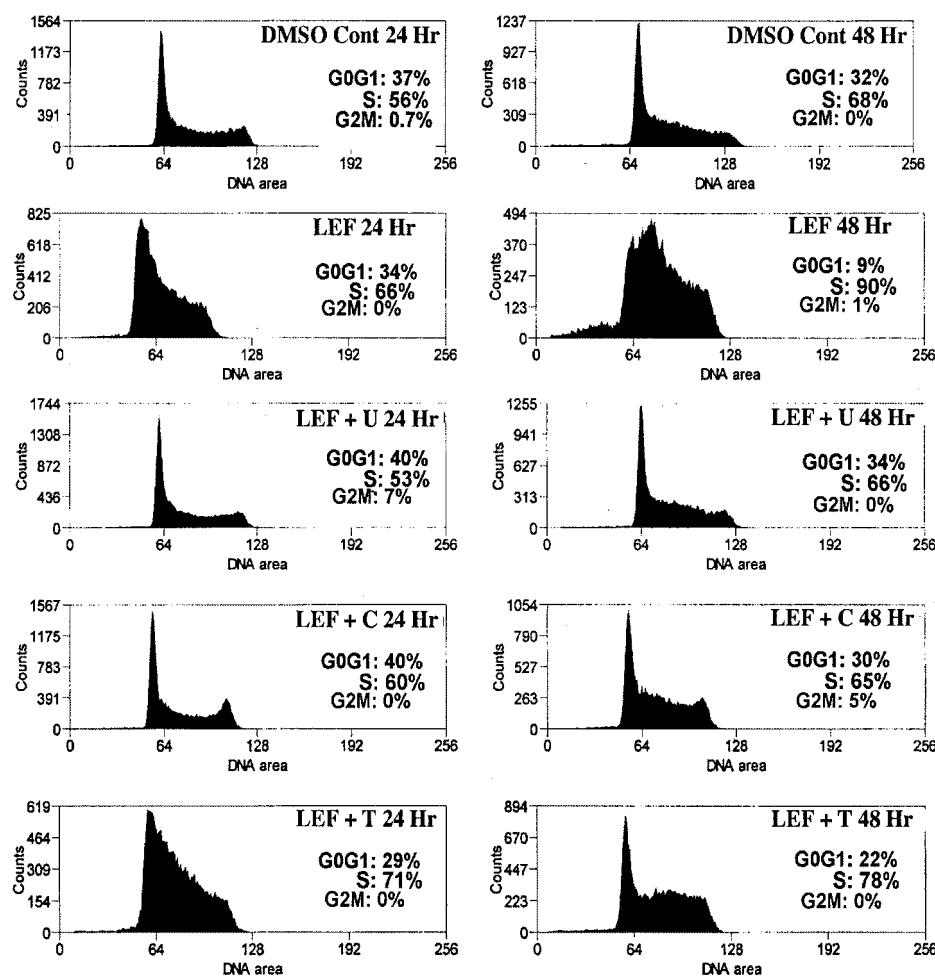 1564
1173
782
391
0
Counts
DMSO Cont 24 Hr
G0G1: 37%
S: 56%
G2M: 0.7%
0 64 128 192 256
DNA area
1237
927
618
309
0
Counts
DMSO Cont 48 Hr
G0G1: 32%
S: 68%
G2M: 0%
0 64 128 192 256
DNA area
825
618
412
206
0
Counts
LEF 24 Hr
G0G1: 34%
S: 66%
G2M: 0%
0 64 128 192 256
DNA area
494
370
247
123
0
Counts
LEF 48 Hr
G0G1: 9%
S: 90%
G2M: 1%
0 64 128 192 256
DNA area
1744
1308
872
436
0
Counts
LEF + U 24 Hr
G0G1: 40%
S: 53%
G2M: 7%
0 64 128 192 256
DNA area
1255
941
627
313
0
Counts
LEF + U 48 Hr
G0G1: 34%
S: 66%
G2M: 0%
0 64 128 192 256
DNA area
1567
1175
783
391
0
Counts
LEF + C 24 Hr
G0G1: 40%
S: 60%
G2M: 0%
0 64 128 192 256
DNA area
1054
790
527
263
0
Counts
LEF + C 48 Hr
G0G1: 30%
S: 65%
G2M: 5%
0 64 128 192 256
DNA area
619
464
309
154
0
Counts
LEF + T 24 Hr
G0G1: 29%
S: 71%
G2M: 0%
0 64 128 192 256
DNA area
894
670
447
223
0
Counts
LEF + T 48 Hr
G0G1: 22%
S: 78%
G2M: 0%
0 64 128 192 256
DNA area